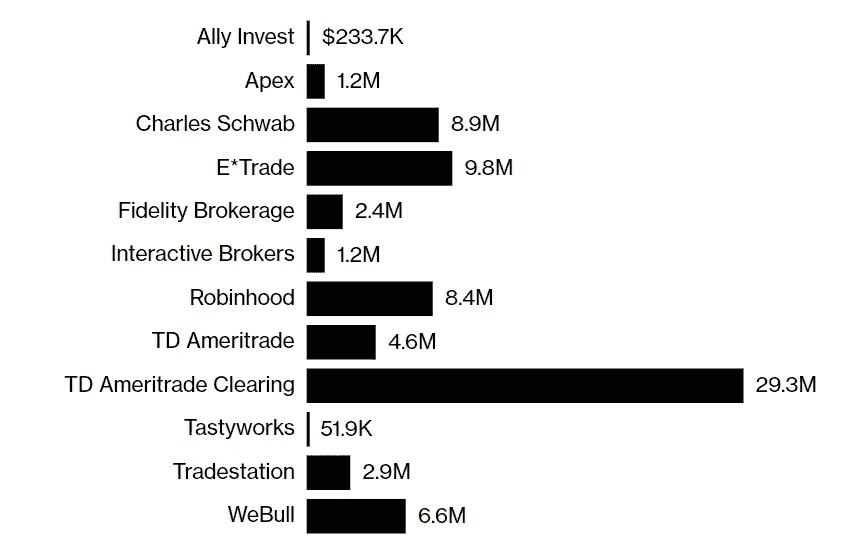 Ally Invest $233.7K
Apex 1.2M
Charles Schwab 8.9M
E*Trade 9.8M
Fidelity Brokerage 2.4M
Interactive Brokers 1.2M
Robinhood 8.4M
TD Ameritrade 4.6M
TD Ameritrade Clearing 29.3M
Tastyworks 51.9K
Tradestation 2.9M
WeBull 6.6M